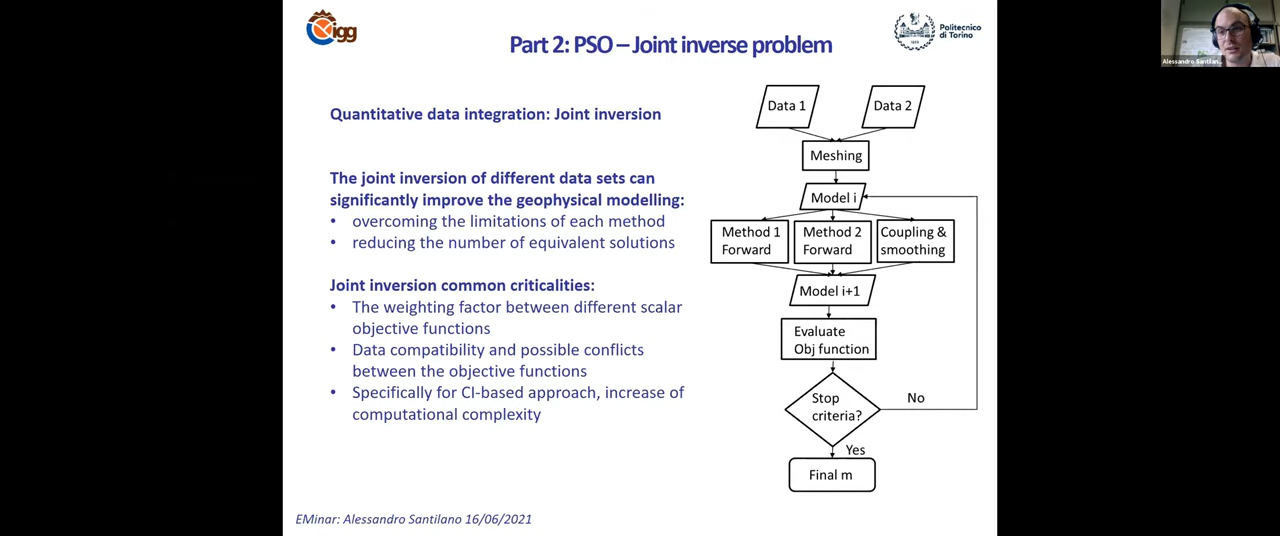 igg
Part 2: PSO – Joint inverse problem
Politecnico
di Torino
Alessandro Santilan...
Quantitative data integration: Joint inversion
The joint inversion of different data sets can
significantly improve the geophysical modelling:
• overcoming the limitations of each method
• reducing the number of equivalent solutions
Joint inversion common criticalities:
• The weighting factor between different scalar
objective functions
• Data compatibility and possible conflicts
between the objective functions
• Specifically for CI-based approach, increase of
computational complexity
Data 1
Data 2
Meshing
Model i
Method 1
Forward
Method 2
Forward
Coupling &
smoothing
Model i+1
Evaluate
Obj function
Stop
criteria?
No
Yes
Final m
EMinar: Alessandro Santilano 16/06/2021